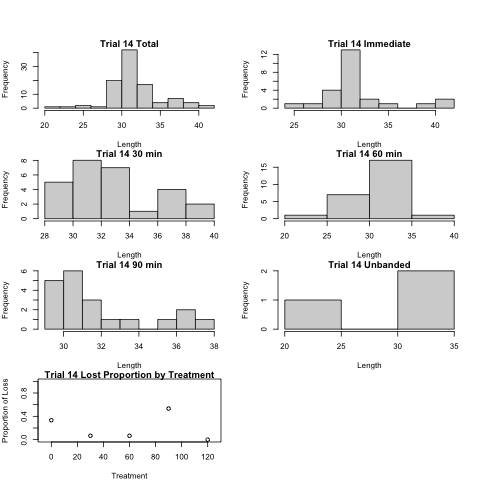 Trial 14 Total
Frequency
0 10 30
20 25 30 35 40
Length
Trial 14 Immediate
Frequency
0 4 8 12
25 30 35 40
Length
Trial 14 30 min
Frequency
0 2 4 6 8
28 30 32 34 36 38 40
Length
Trial 14 60 min
Frequency
0 5 10 15
20 25 30 35 40
Length
Trial 14 90 min
Frequency
0 1 2 3 4 5 6
30 32 34 36 38
Length
Trial 14 Unbanded
Frequency
0 1 2
20 25 30 35
Length
Trial 14 Lost Proportion by Treatment
Proportion of Loss
0.0 0.4 0.8
0 20 40 60 80 100 120
Treatment